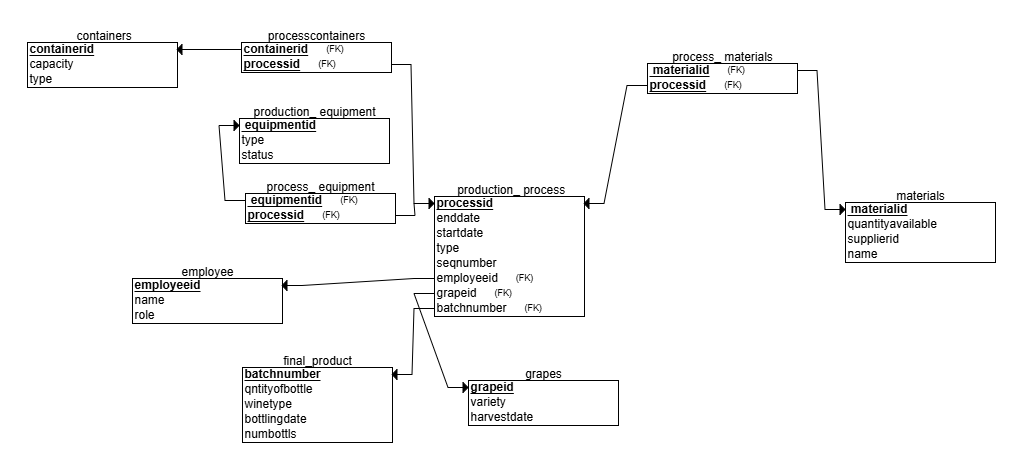 containers
containerid
capacity
type
processcontainers
containerid (FK)
processid (FK)
process_ materials
materialid (FK)
processid (FK)
production_ equipment
equipmentid
type
status
process_ equipment
equipmentid (FK)
processid (FK)
production_ process
processid
enddate
startdate
type
seqnumber
employeeid (FK)
grapeid (FK)
batchnumber (FK)
materials
materialid
quantityavailable
supplierid
name
employee
employeeid
name
role
final_product
batchnumber
qntityofbottle
winetype
bottlingdate
numbottls
grapes
grapeid
variety
harvestdate